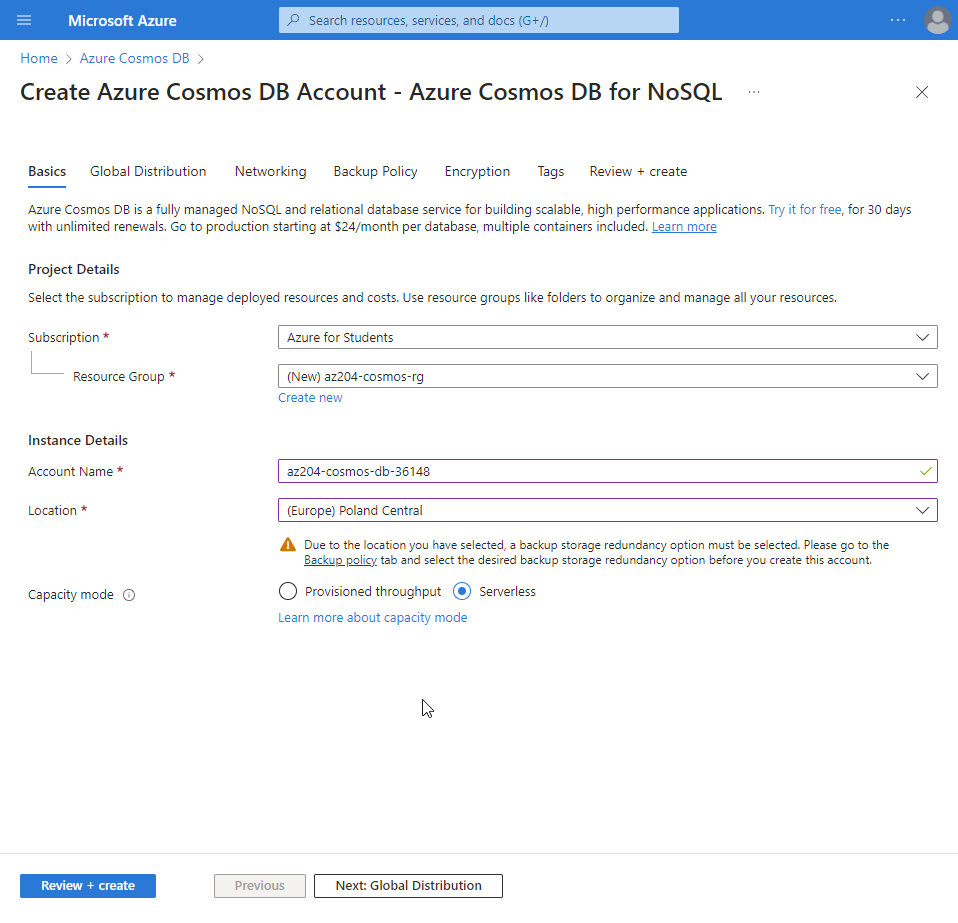 Microsoft Azure
Search resources, services, and docs (G+/)
Home > Azure Cosmos DB >
Create Azure Cosmos DB Account - Azure Cosmos DB for NoSQL ...
Basics Global Distribution Networking Backup Policy Encryption Tags Review + create
Azure Cosmos DB is a fully managed NoSQL and relational database service for building scalable, high performance applications. Try it for free, for 30 days
with unlimited renewals. Go to production starting at $24/month per database, multiple containers included. Learn more
Project Details
Select the subscription to manage deployed resources and costs. Use resource groups like folders to organize and manage all your resources.
Subscription * Azure for Students
Resource Group * (New) az204-cosmos-rg
Create new
Instance Details
Account Name * az204-cosmos-db-36148
Location * (Europe) Poland Central
Due to the location you have selected, a backup storage redundancy option must be selected. Please go to the
Backup policy tab and select the desired backup storage redundancy option before you create this account.
Capacity mode Provisioned throughput Serverless
Learn more about capacity mode
Review + create Previous Next: Global Distribution